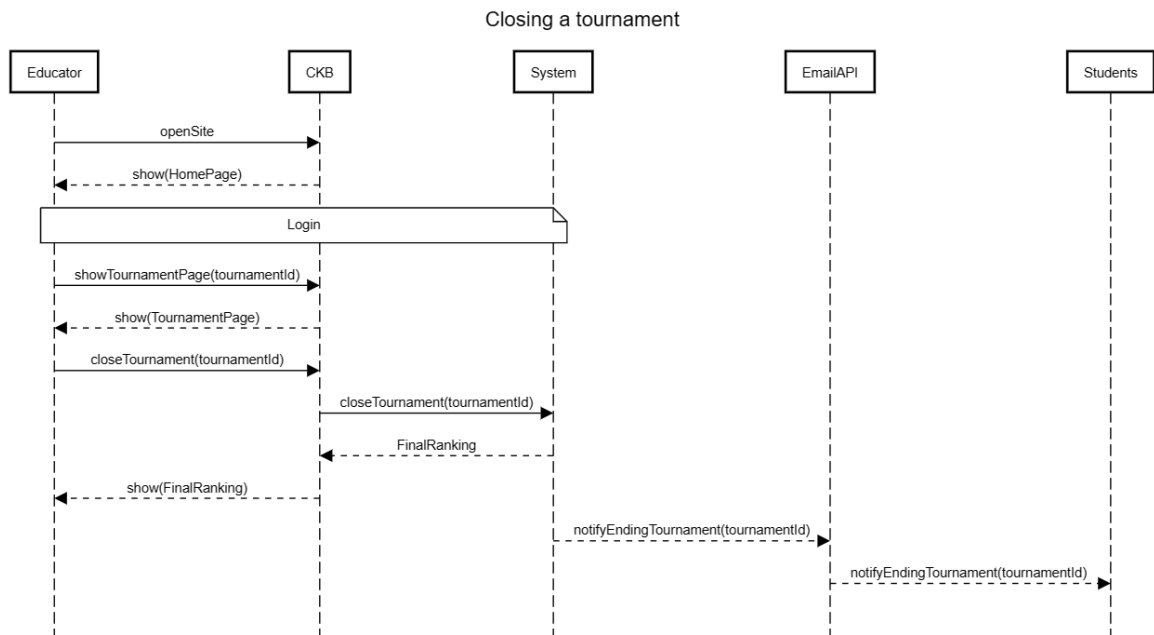 Closing a tournament
Educator
CKB
System
EmailAPI
Students
openSite
show(HomePage)
Login
showTournamentPage(tournamentId)
show(TournamentPage)
closeTournament(tournamentId)
closeTournament(tournamentId)
FinalRanking
show(FinalRanking)
notifyEndingTournament(tournamentId)
notifyEndingTournament(tournamentId)